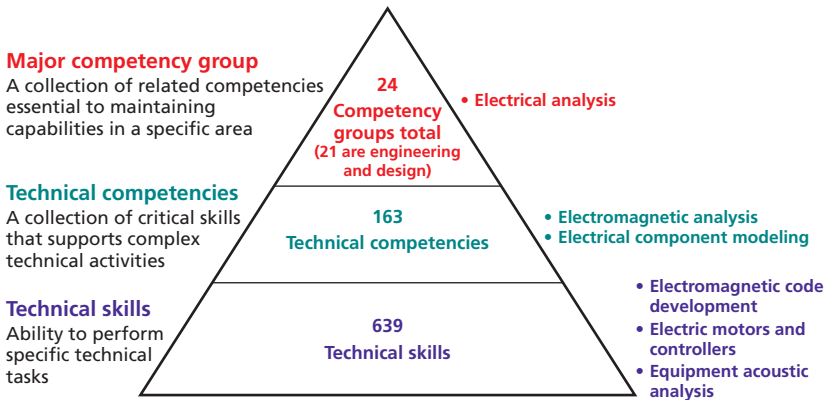 Major competency group
A collection of related competencies
essential to maintaining
capabilities in a specific area
24
Competency
groups total
(21 are engineering
and design)
• Electrical analysis
Technical competencies
A collection of critical skills
that supports complex
technical activities
163
Technical competencies
• Electromagnetic analysis
• Electrical component modeling
Technical skills
Ability to perform
specific technical
tasks
639
Technical skills
• Electromagnetic code
development
• Electric motors and
controllers
• Equipment acoustic
analysis